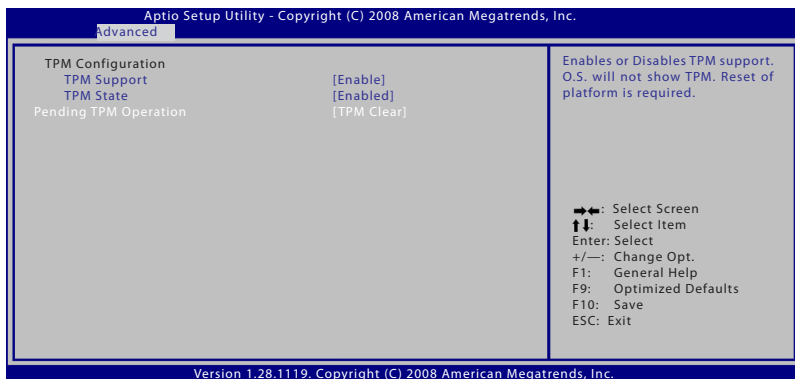 Aptio Setup Utility - Copyright (C) 2008 American Megatrends, Inc.
Advanced
TPM Configuration
TPM Support [Enable]
TPM State [Enabled]
Pending TPM Operation [TPM Clear]
Enables or Disables TPM support.
O.S. will not show TPM. Reset of
platform is required.
→←: Select Screen
↑↓: Select Item
Enter: Select
+/—: Change Opt.
F1: General Help
F9: Optimized Defaults
F10: Save
ESC: Exit
Version 1.28.1119. Copyright (C) 2008 American Megatrends, Inc.